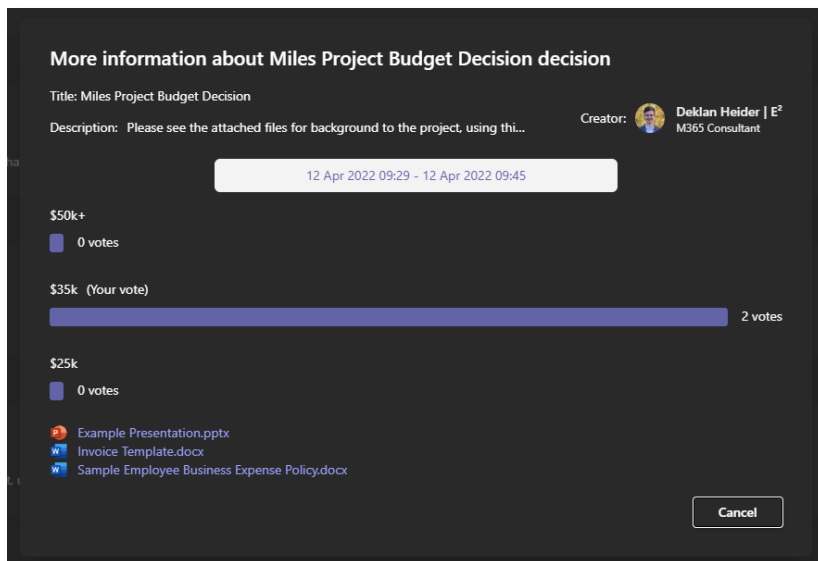 More information about Miles Project Budget Decision decision
Title: Miles Project Budget Decision
Description: Please see the attached files for background to the project, using thi...
Creator:
Deklan Heider | E²
M365 Consultant
12 Apr 2022 09:29 - 12 Apr 2022 09:45
$50k+
0 votes
$35k (Your vote)
2 votes
$25k
0 votes
Example Presentation.pptx
Invoice Template.docx
Sample Employee Business Expense Policy.docx
Cancel